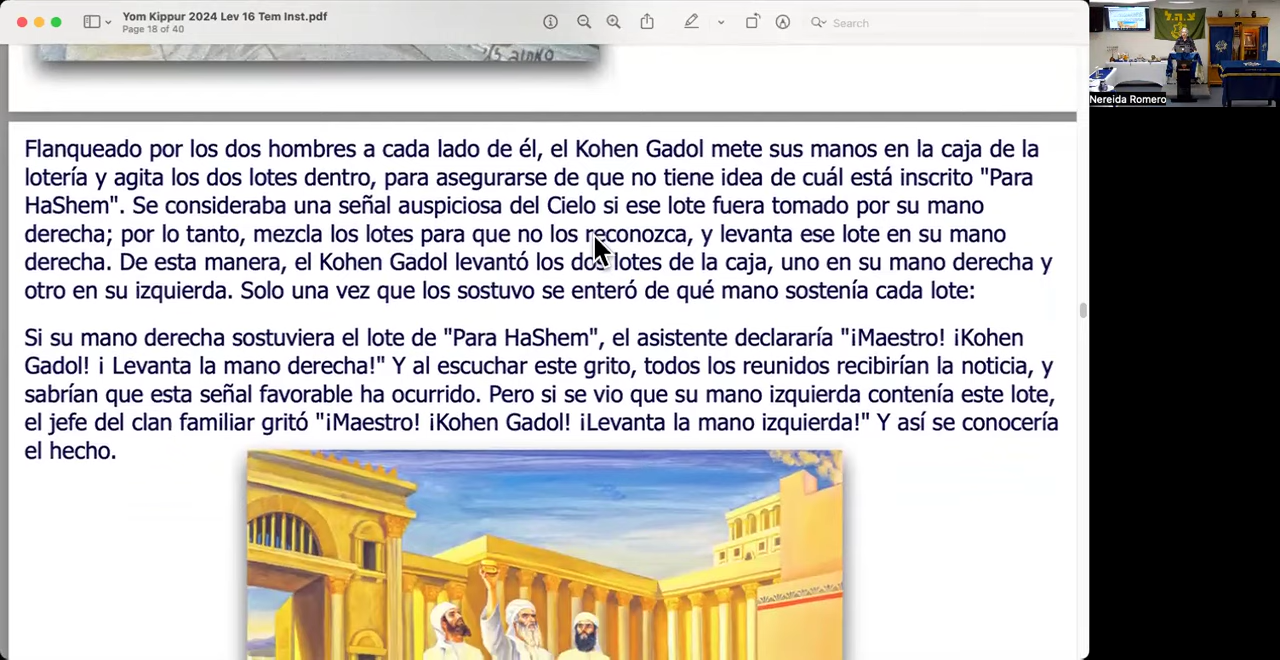 Yom Kippur 2024 Lev 16 Tem Inst.pdf
Page 18 of 40
Search
צ.ה.ל
Nereida Romero
Flanqueado por los dos hombres a cada lado de él, el Kohen Gadol mete sus manos en la caja de la
lotería y agita los dos lotes dentro, para asegurarse de que no tiene idea de cuál está inscrito "Para
HaShem". Se consideraba una señal auspiciosa del Cielo si ese lote fuera tomado por su mano
derecha; por lo tanto, mezcla los lotes para que no los reconozca, y levanta ese lote en su mano
derecha. De esta manera, el Kohen Gadol levantó los dos lotes de la caja, uno en su mano derecha y
otro en su izquierda. Solo una vez que los sostuvo se enteró de qué mano sostenía cada lote:
Si su mano derecha sostuviera el lote de "Para HaShem", el asistente declararía "¡Maestro! ¡Kohen
Gadol! ¡ Levanta la mano derecha!" Y al escuchar este grito, todos los reunidos recibirían la noticia, y
sabrían que esta señal favorable ha ocurrido. Pero si se vio que su mano izquierda contenía este lote,
el jefe del clan familiar gritó "¡Maestro! ¡Kohen Gadol! ¡Levanta la mano izquierda!" Y así se conocería
el hecho.